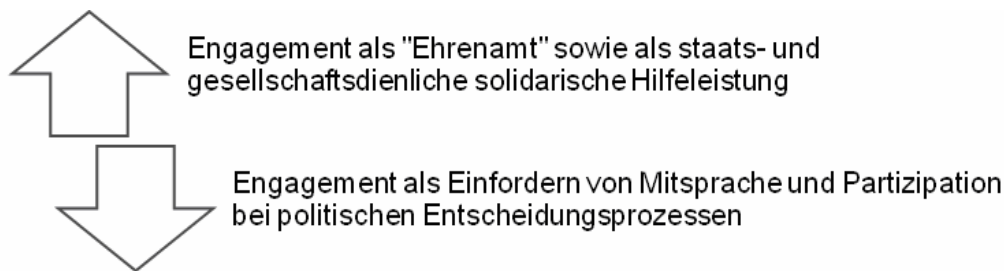 Engagement als "Ehrenamt" sowie als staats- und
gesellschaftsdienliche solidarische Hilfeleistung
Engagement als Einfordern von Mitsprache und Partizipation
bei politischen Entscheidungsprozessen